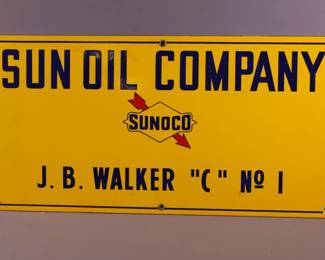 SUN OIL COMPANY
SUNOCO
J. B. WALKER "C" Nº 1